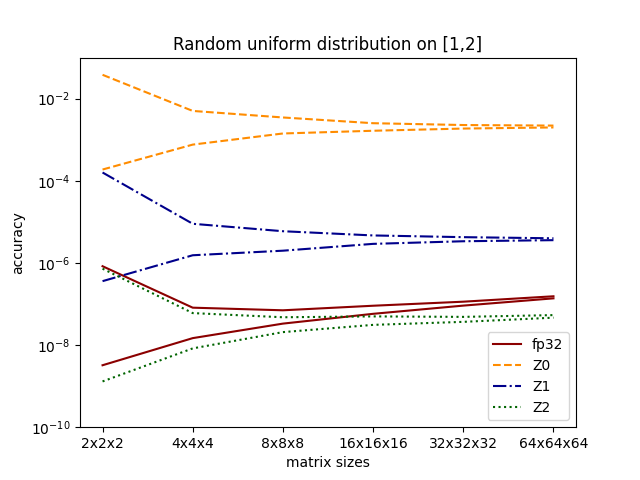 Random uniform distribution on [1,2]
accuracy
10⁻²
10⁻⁴
10⁻⁶
10⁻⁸
10⁻¹⁰
fp32
Z0
Z1
Z2
2x2x2 4x4x4 8x8x8 16x16x16 32x32x32 64x64x64
matrix sizes